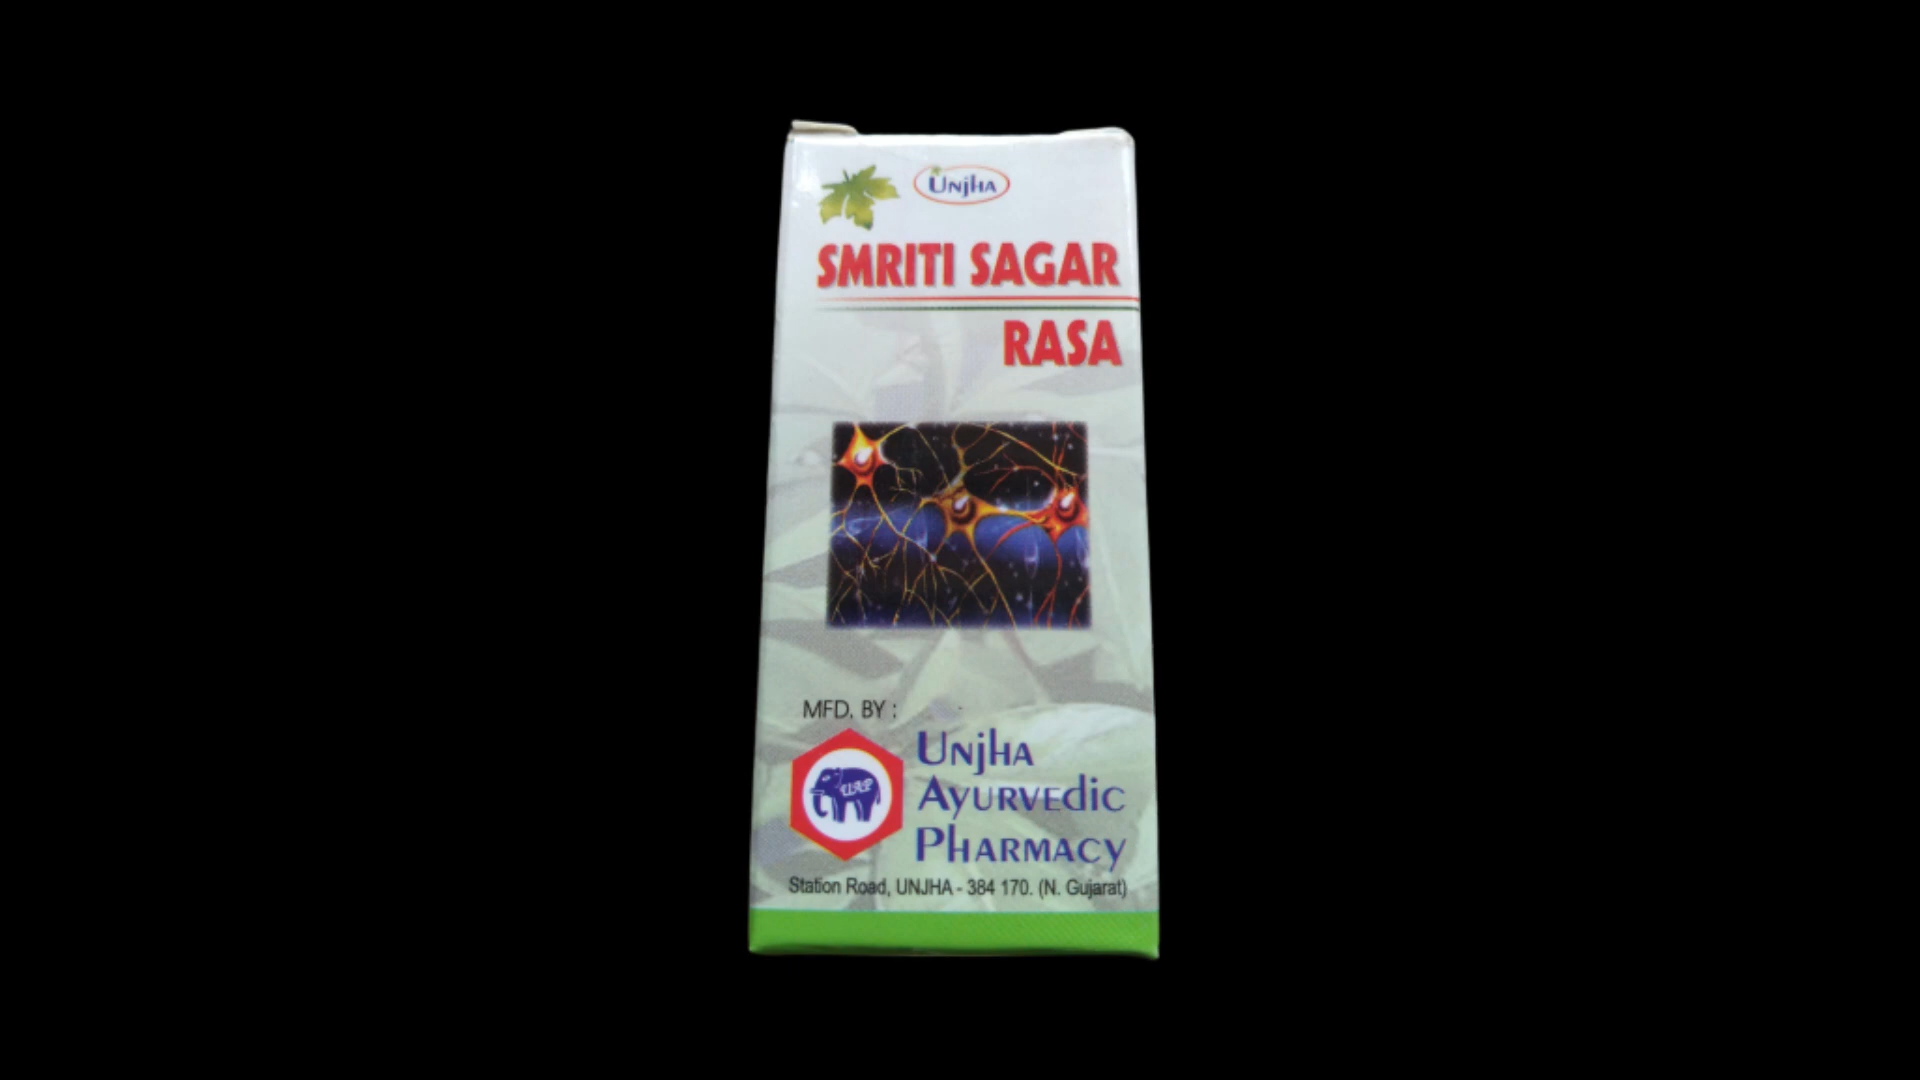 UNJHA
SMRITI SAGAR
RASA
MFD. BY :
UAP
UNJHA
AYURVEDIC
PHARMACY
Station Road, UNJHA - 384 170. (N. Gujarat)